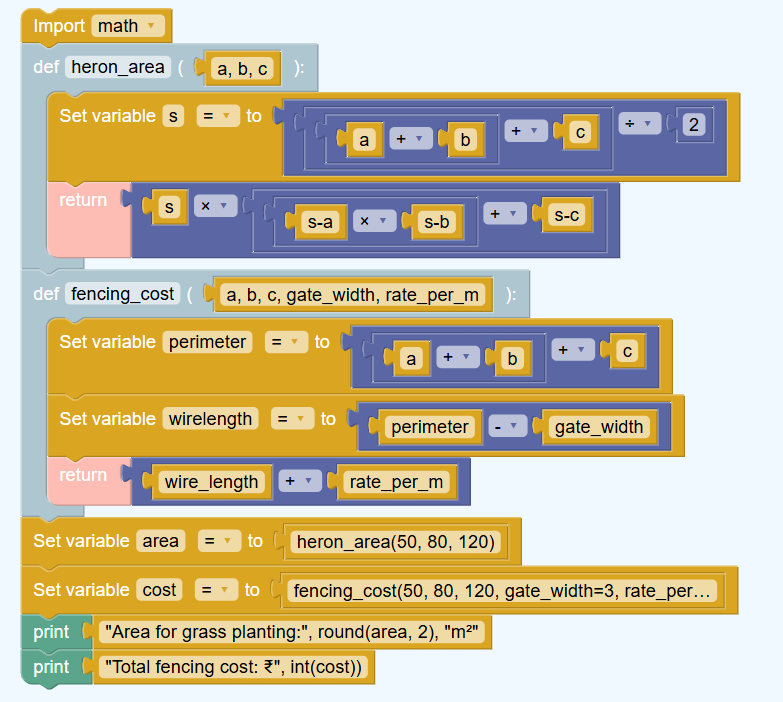 Import math
def heron_area ( a, b, c ):
Set variable s = to a + b + c ÷ 2
return s × s-a × s-b + s-c
def fencing_cost ( a, b, c, gate_width, rate_per_m ):
Set variable perimeter = to a + b + c
Set variable wirelength = to perimeter - gate_width
return wire_length + rate_per_m
Set variable area = to heron_area(50, 80, 120)
Set variable cost = to fencing_cost(50, 80, 120, gate_width=3, rate_per...
print "Area for grass planting:", round(area, 2), "m²"
print "Total fencing cost: ₹", int(cost))